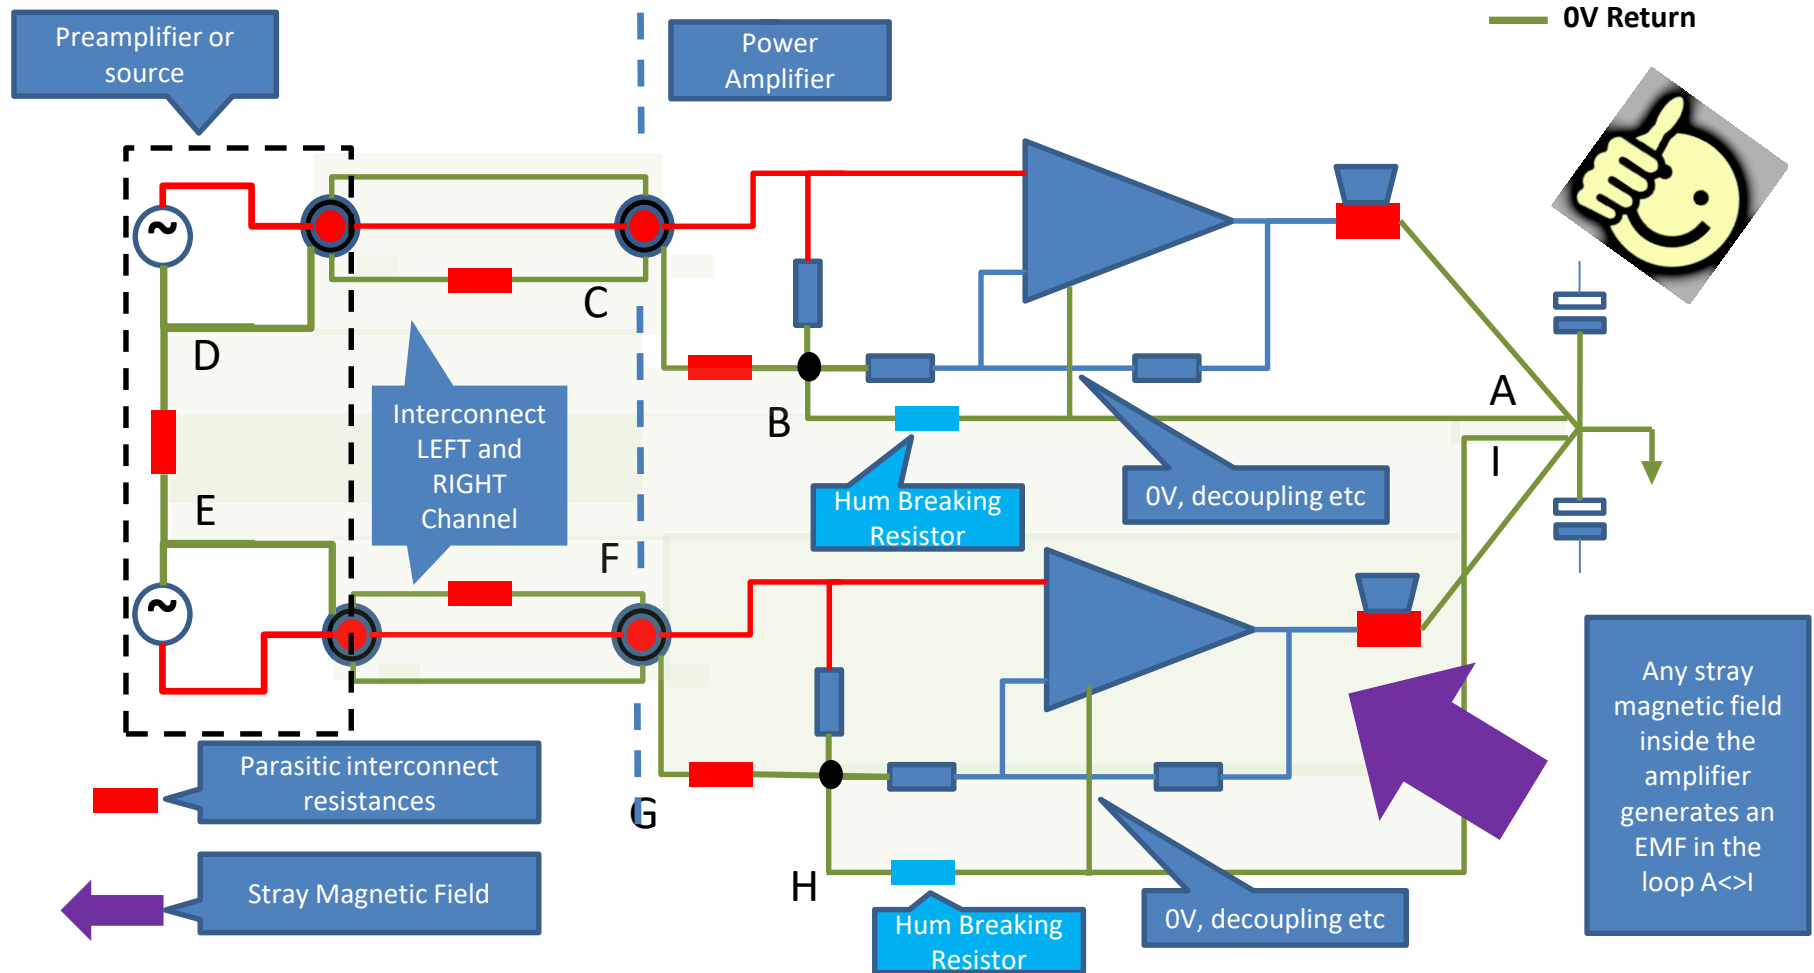 0V Return
Preamplifier or
source
Power
Amplifier
~
C
D
A
B
Interconnect
LEFT and
RIGHT
Channel
I
Hum Breaking
Resistor
0V, decoupling etc
E
F
~
Any stray
magnetic field
inside the
amplifier
generates an
EMF in the
loop A<>I
Parasitic interconnect
resistances
G
Stray Magnetic Field
H
Hum Breaking
Resistor
0V, decoupling etc